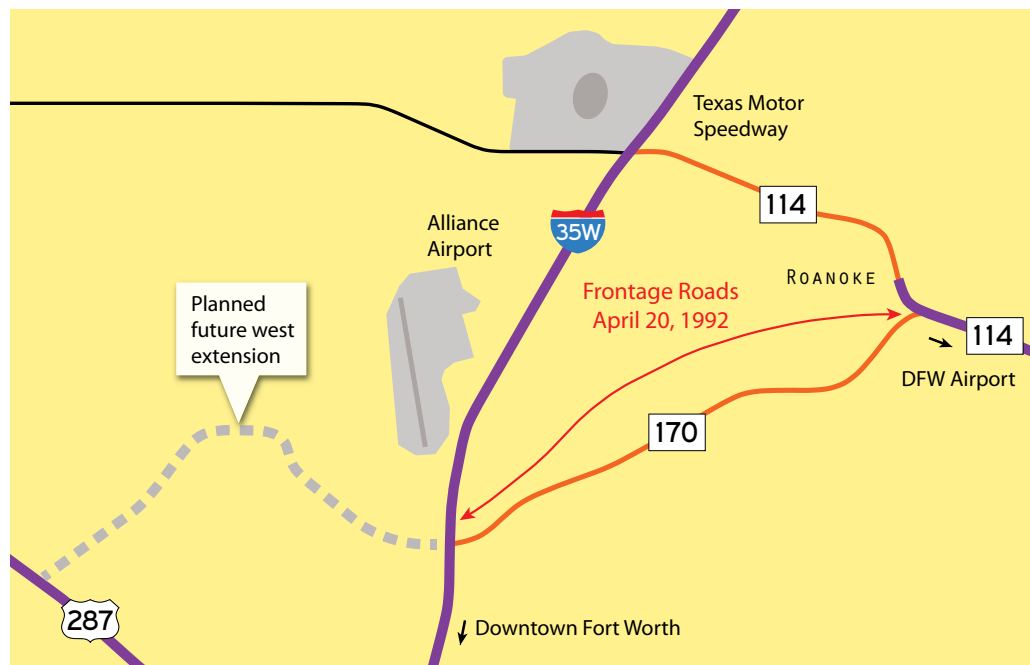 Texas Motor
Speedway
114
Alliance
Airport
35W
ROANOKE
Frontage Roads
April 20, 1992
Planned
future west
extension
114
DFW Airport
170
287
Downtown Fort Worth